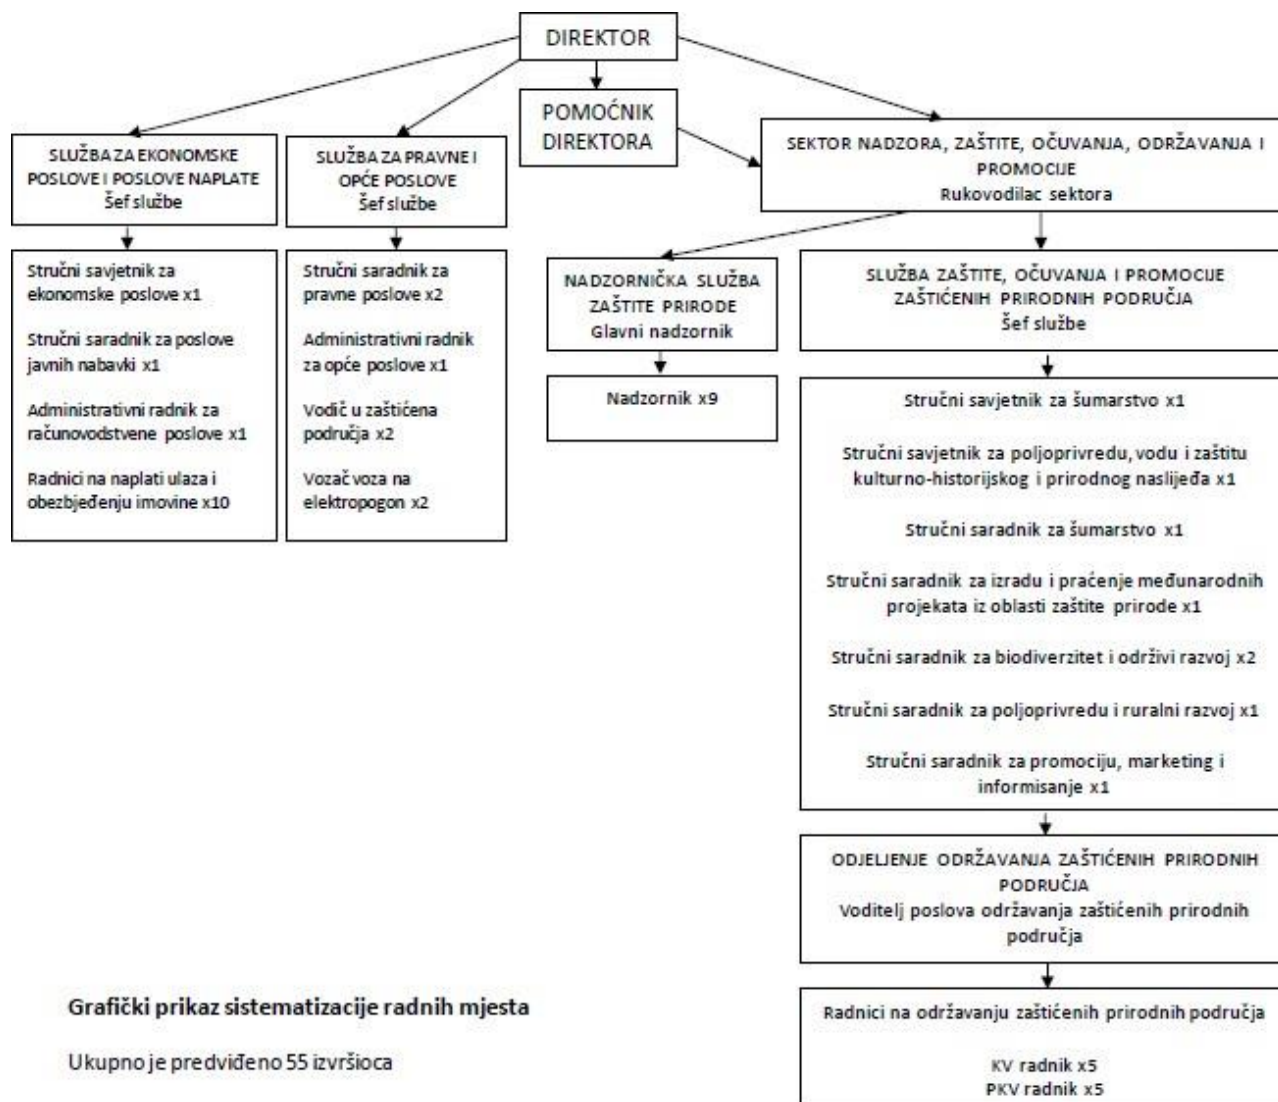 DIREKTOR
POMOĆNIK
DIREKTORA
SLUŽBA ZA EKONOMSKE
POSLOVE I POSLOVE NAPLATE
Šef službe
SLUŽBA ZA PRAVNE I
OPĆE POSLOVE
Šef službe
SEKTOR NADZORA, ZAŠTITE, OČUVANJA, ODRŽAVANJA I
PROMOCIJE
Rukovodilac sektora
Stručni savjetnik za
ekonomske poslove x1
Stručni saradnik za poslove
javnih nabavki x1
Administrativni radnik za
računovodstvene poslove x1
Radnici na naplati ulaza i
obezbjeđenju imovine x10
Stručni saradnik za
pravne poslove x2
Administrativni radnik
za opće poslove x1
Vodič u zaštićena
područja x2
Vozač voza na
elektropogon x2
NADZORNIČKA SLUŽBA
ZAŠTITE PRIRODE
Glavni nadzornik
Nadzornik x9
SLUŽBA ZAŠTITE, OČUVANJA I PROMOCIJE
ZAŠTIĆENIH PRIRODNIH PODRUČJA
Šef službe
Stručni savjetnik za šumarstvo x1
Stručni savjetnik za poljoprivredu, vodu i zaštitu
kulturno-historijskog i prirodnog naslijeđa x1
Stručni saradnik za šumarstvo x1
Stručni saradnik za izradu i praćenje međunarodnih
projekata iz oblasti zaštite prirode x1
Stručni saradnik za biodiverzitet i održivi razvoj x2
Stručni saradnik za poljoprivredu i ruralni razvoj x1
Stručni saradnik za promociju, marketing i
informisanje x1
ODJELJENJE ODRŽAVANJA ZAŠTIĆENIH PRIRODNIH
PODRUČJA
Voditelj poslova održavanja zaštićenih prirodnih
područja
Radnici na održavanju zaštićenih prirodnih područja
KV radnik x5
PKV radnik x5
Grafički prikaz sistematizacije radnih mjesta
Ukupno je predviđeno 55 izvršioca